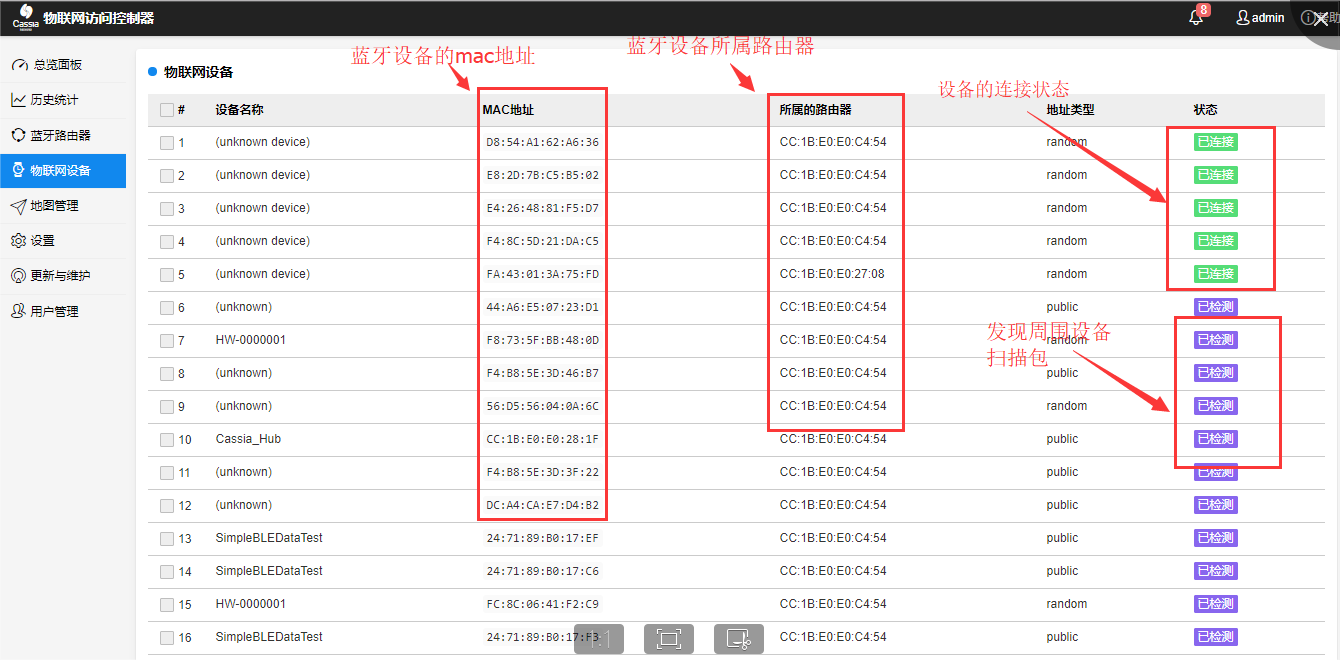 Cassia 物联网访问控制器 8 admin
总览面板
历史统计
蓝牙路由器
物联网设备
地图管理
设置
更新与维护
用户管理
蓝牙设备的mac地址
蓝牙设备所属路由器
设备的连接状态
发现周围设备
扫描包
物联网设备
# 设备名称 MAC地址 所属的路由器 地址类型 状态
1 (unknown device) D8:54:A1:62:A6:36 CC:1B:E0:E0:C4:54 random 已连接
2 (unknown device) E8:2D:7B:C5:B5:02 CC:1B:E0:E0:C4:54 random 已连接
3 (unknown device) E4:26:48:81:F5:D7 CC:1B:E0:E0:C4:54 random 已连接
4 (unknown device) F4:8C:5D:21:DA:C5 CC:1B:E0:E0:C4:54 random 已连接
5 (unknown device) FA:43:01:3A:75:FD CC:1B:E0:E0:27:08 random 已连接
6 (unknown) 44:A6:E5:07:23:D1 CC:1B:E0:E0:C4:54 public 已检测
7 HW-0000001 F8:73:5F:BB:48:0D CC:1B:E0:E0:C4:54 random 已检测
8 (unknown) F4:B8:5E:3D:46:B7 CC:1B:E0:E0:C4:54 public 已检测
9 (unknown) 56:D5:56:04:0A:6C CC:1B:E0:E0:C4:54 random 已检测
10 Cassia_Hub CC:1B:E0:E0:28:1F CC:1B:E0:E0:C4:54 public 已检测
11 (unknown) F4:B8:5E:3D:3F:22 CC:1B:E0:E0:C4:54 public 已检测
12 (unknown) DC:A4:CA:E7:D4:B2 CC:1B:E0:E0:C4:54 public 已检测
13 SimpleBLEDataTest 24:71:89:B0:17:EF CC:1B:E0:E0:C4:54 public 已检测
14 SimpleBLEDataTest 24:71:89:B0:17:C6 CC:1B:E0:E0:C4:54 public 已检测
15 HW-0000001 FC:8C:06:41:F2:C9 CC:1B:E0:E0:C4:54 random 已检测
16 SimpleBLEDataTest 24:71:89:B0:17:F3 CC:1B:E0:E0:C4:54 public 已检测
1:1